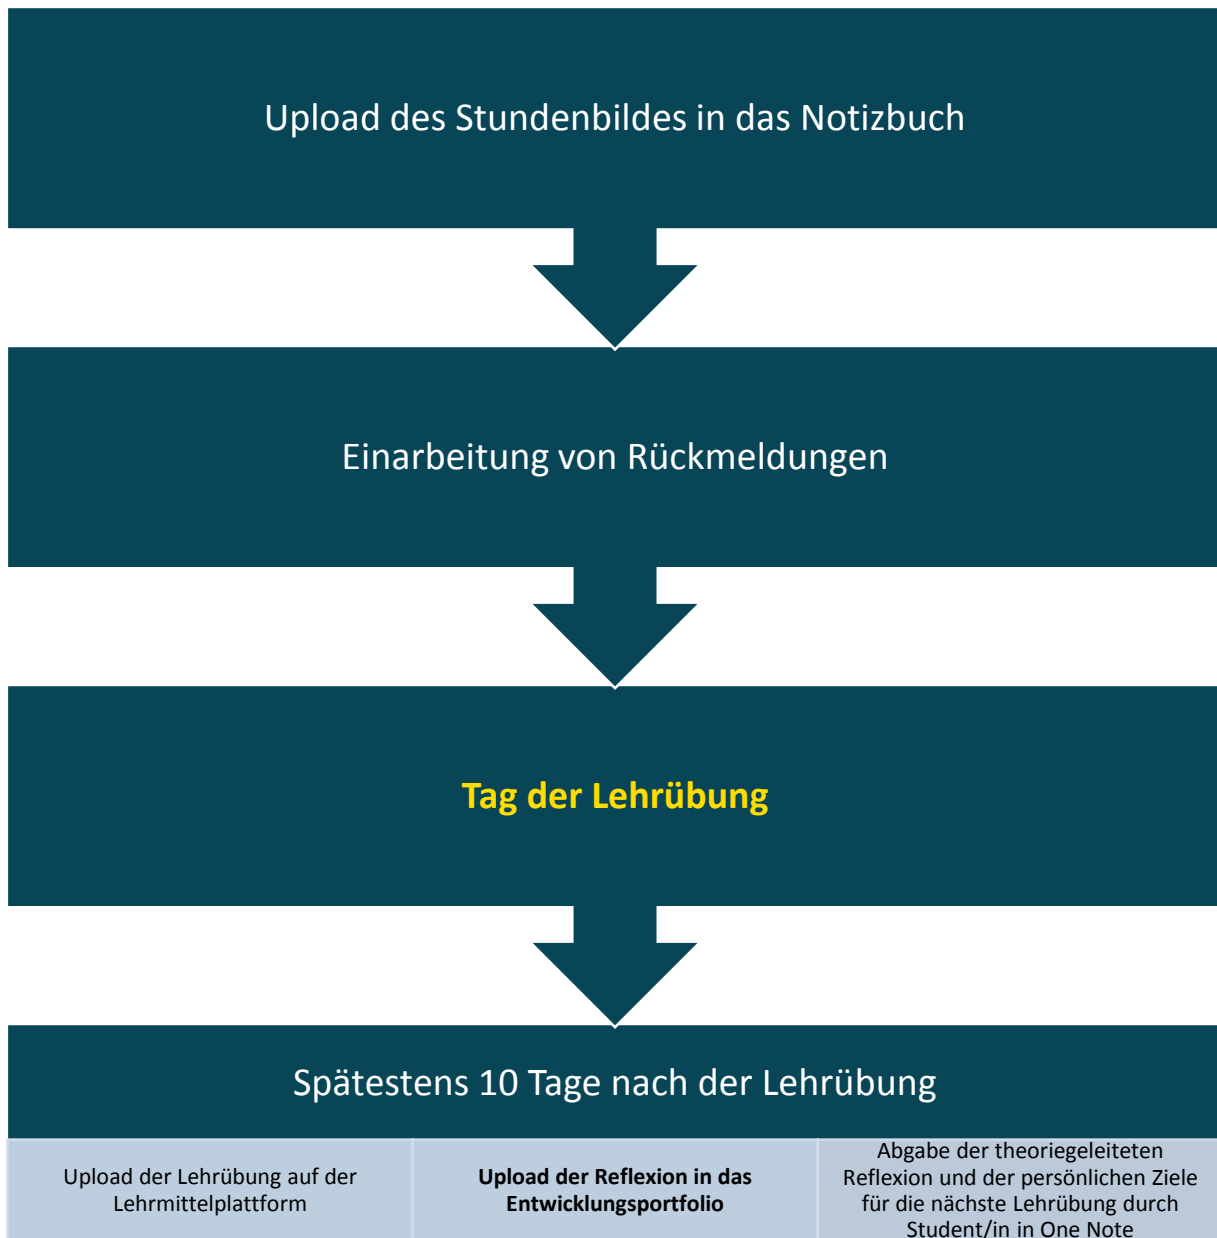 Upload des Stundenbildes in das Notizbuch
Einarbeitung von Rückmeldungen
Tag der Lehrübung
Spätestens 10 Tage nach der Lehrübung
Upload der Lehrübung auf der
Lehrmittelplattform
Upload der Reflexion in das
Entwicklungsportfolio
Abgabe der theoriegeleiteten
Reflexion und der persönlichen Ziele
für die nächste Lehrübung durch
Student/in in One Note